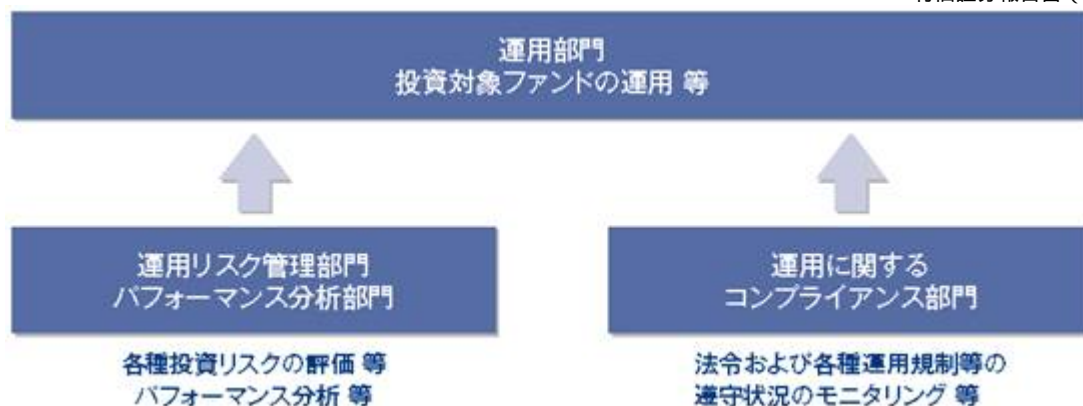 運用部門
投資対象ファンドの運用 等
運用リスク管理部門
パフォーマンス分析部門
運用に関する
コンプライアンス部門
各種投資リスクの評価 等
パフォーマンス分析 等
法令および各種運用規制等の
遵守状況のモニタリング 等